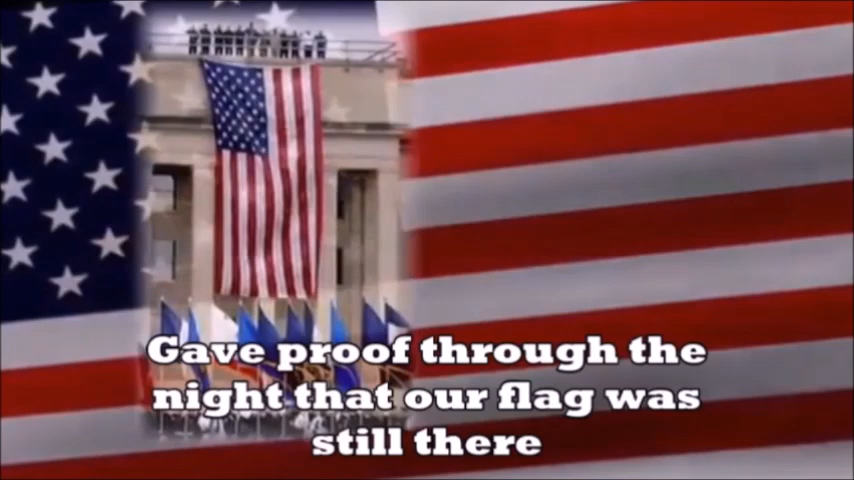 Gave proof through the
night that our flag was
still there